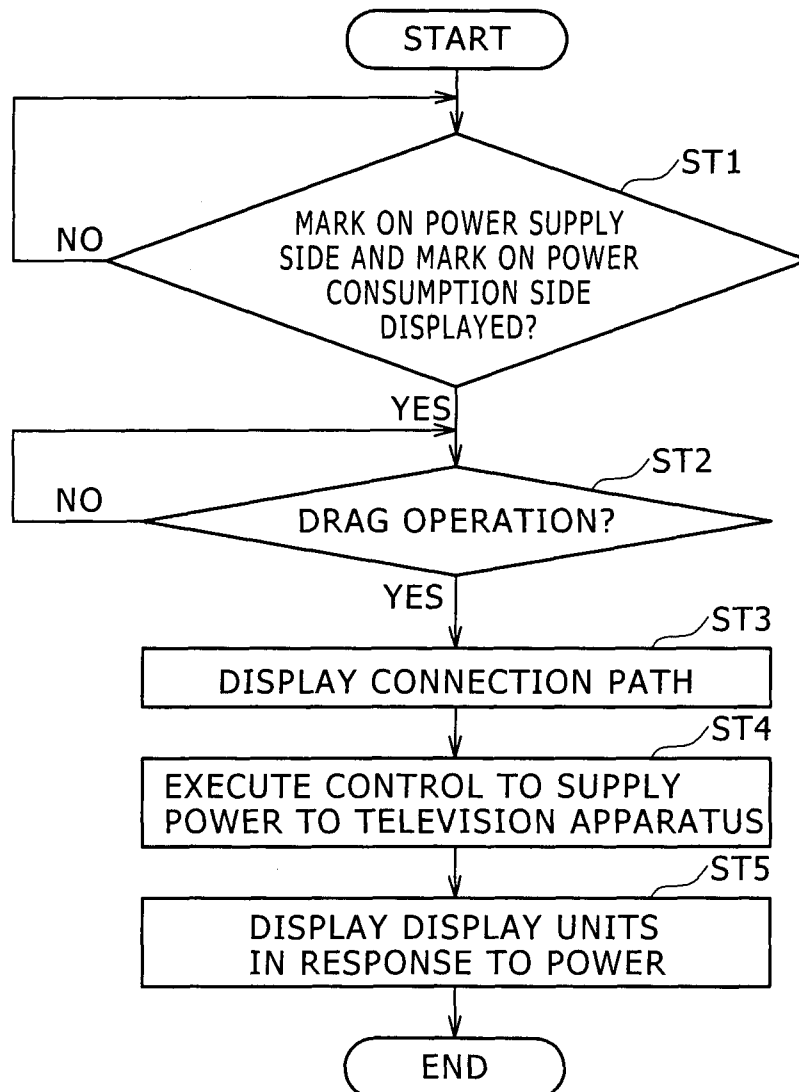 START
ST1
MARK ON POWER SUPPLY
SIDE AND MARK ON POWER
CONSUMPTION SIDE
DISPLAYED?
NO
YES
ST2
DRAG OPERATION?
NO
YES
ST3
DISPLAY CONNECTION PATH
ST4
EXECUTE CONTROL TO SUPPLY
POWER TO TELEVISION APPARATUS
ST5
DISPLAY DISPLAY UNITS
IN RESPONSE TO POWER
END